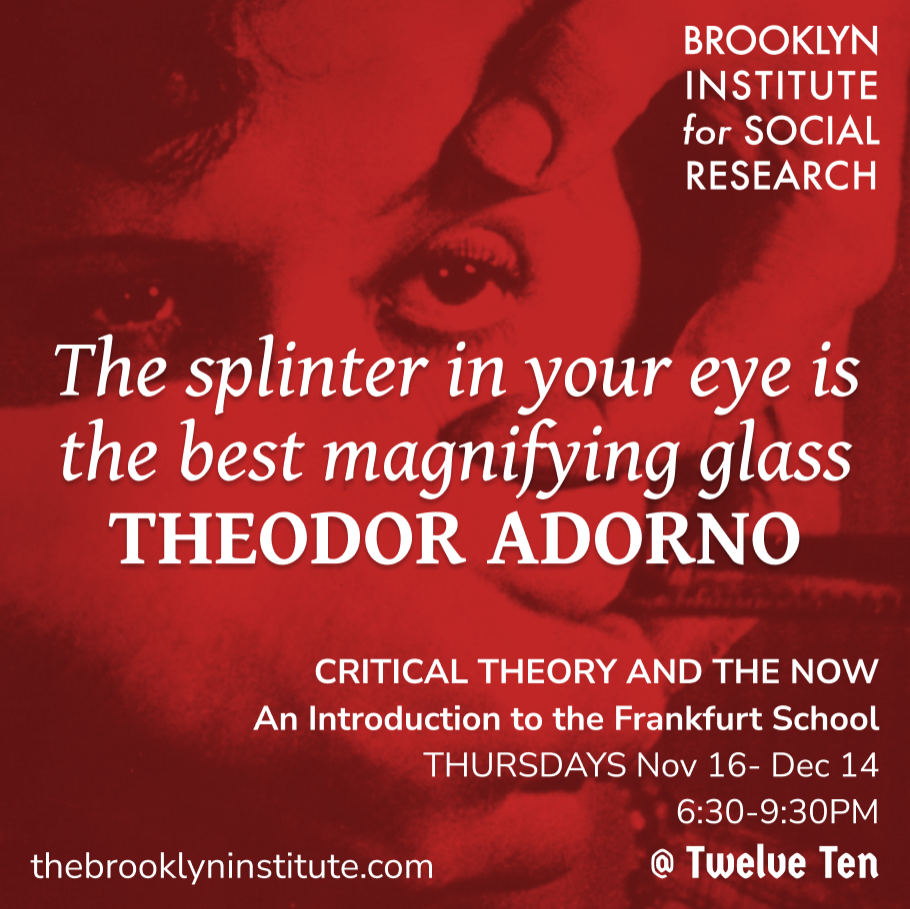 BROOKLYN
INSTITUTE
for SOCIAL
RESEARCH
The splinter in your eye is
the best magnifying glass
THEODOR ADORNO
CRITICAL THEORY AND THE NOW
An Introduction to the Frankfurt School
THURSDAYS Nov 16- Dec 14
6:30-9:30PM
@ Twelve Ten
thebrooklyninstitute.com